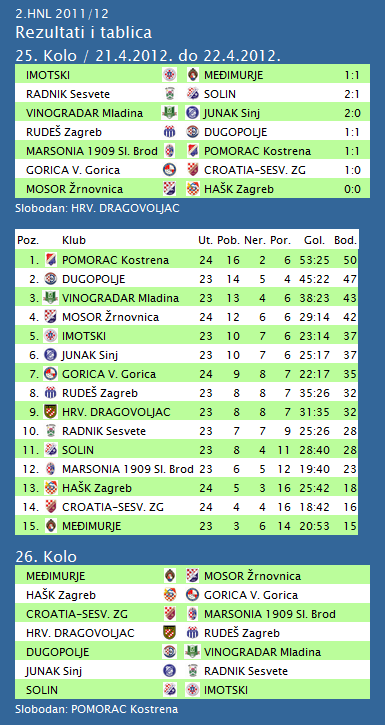 2.HNL 2011/12
Rezultati i tablica
25. Kolo / 21.4.2012. do 22.4.2012.
IMOTSKI MEĐIMURJE 1:1
RADNIK Sesvete SOLIN 2:1
VINOGRADAR Mladina JUNAK Sinj 2:0
RUDEŠ Zagreb DUGOPOLJE 1:1
MARSONIA 1909 Sl. Brod POMORAC Kostrena 1:1
GORICA V. Gorica CROATIA-SESV. ZG 1:0
MOSOR Žrnovnica HAŠK Zagreb 0:0
Slobodan: HRV. DRAGOVOLJAC
Poz. Klub Ut. Pob. Ner. Por. Gol. Bod.
1. POMORAC Kostrena 24 16 2 6 53:25 50
2. DUGOPOLJE 23 14 5 4 45:22 47
3. VINOGRADAR Mladina 23 13 4 6 38:23 43
4. MOSOR Žrnovnica 24 12 6 6 29:14 42
5. IMOTSKI 23 10 7 6 23:14 37
6. JUNAK Sinj 23 10 7 6 25:17 37
7. GORICA V. Gorica 24 9 8 7 22:17 35
8. RUDEŠ Zagreb 23 8 8 7 35:26 32
9. HRV. DRAGOVOLJAC 23 8 8 7 31:35 32
10. RADNIK Sesvete 23 7 7 9 25:26 28
11. SOLIN 23 8 4 11 28:40 28
12. MARSONIA 1909 Sl. Brod 23 6 5 12 19:40 23
13. HAŠK Zagreb 24 5 3 16 25:42 18
14. CROATIA-SESV. ZG 24 4 4 16 18:42 16
15. MEĐIMURJE 23 3 6 14 20:53 15
26. Kolo
MEĐIMURJE MOSOR Žrnovnica
HAŠK Zagreb GORICA V. Gorica
CROATIA-SESV. ZG MARSONIA 1909 Sl. Brod
HRV. DRAGOVOLJAC RUDEŠ Zagreb
DUGOPOLJE VINOGRADAR Mladina
JUNAK Sinj RADNIK Sesvete
SOLIN IMOTSKI
Slobodan: POMORAC Kostrena